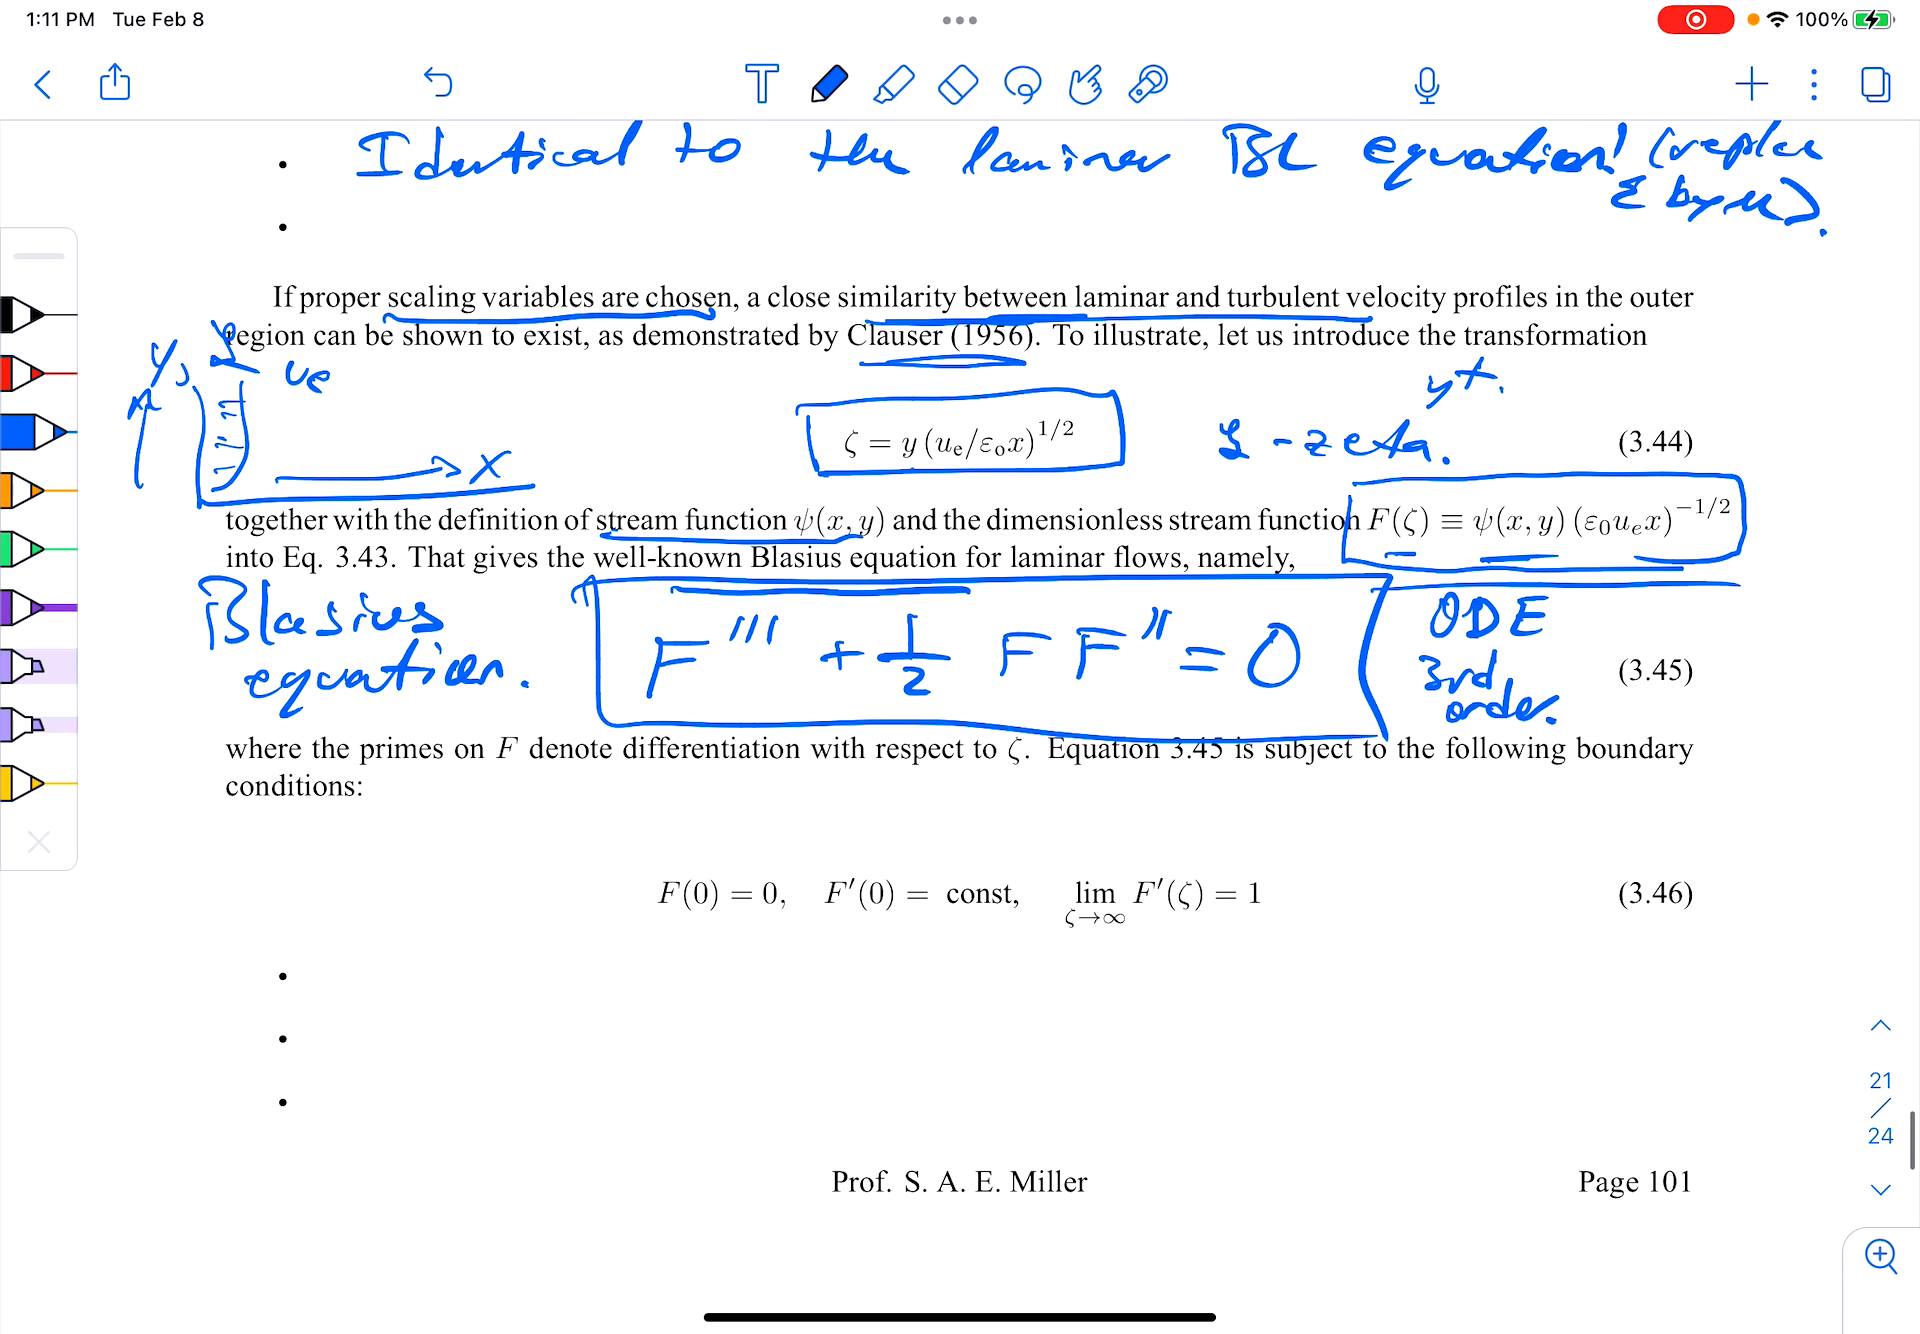 1:11 PM Tue Feb 8
100%
Identical to the laminar BL equation! (replace
ε by μ).
If proper scaling variables are chosen, a close similarity between laminar and turbulent velocity profiles in the outer
region can be shown to exist, as demonstrated by Clauser (1956). To illustrate, let us introduce the transformation
y, ζ ue
y+.
ζ = y (u_e/ε_o x)^{1/2} ζ - zeta. (3.44)
x
together with the definition of stream function ψ(x, y) and the dimensionless stream function F(ζ) ≡ ψ(x, y) (ε_0 u_e x)^{-1/2}
into Eq. 3.43. That gives the well-known Blasius equation for laminar flows, namely,
Blasius
equation.
F''' + 1/2 F F'' = 0
ODE
3rd
order.
(3.45)
where the primes on F denote differentiation with respect to ζ. Equation 3.45 is subject to the following boundary
conditions:
F(0) = 0, F'(0) = const, lim_{ζ→∞} F'(ζ) = 1 (3.46)
21
/
24
Prof. S. A. E. Miller Page 101